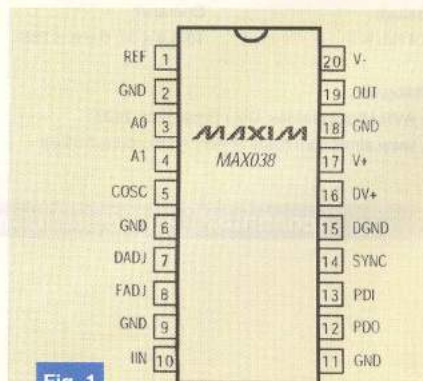 REF 1
GND 2
A0 3
A1 4
COSC 5
GND 6
DADJ 7
FADJ 8
GND 9
IIN 10
MAXIM
MAX038
20 V-
19 OUT
18 GND
17 V+
16 DV+
15 DGND
14 SYNC
13 PDI
12 PDO
11 GND
Fig. 1